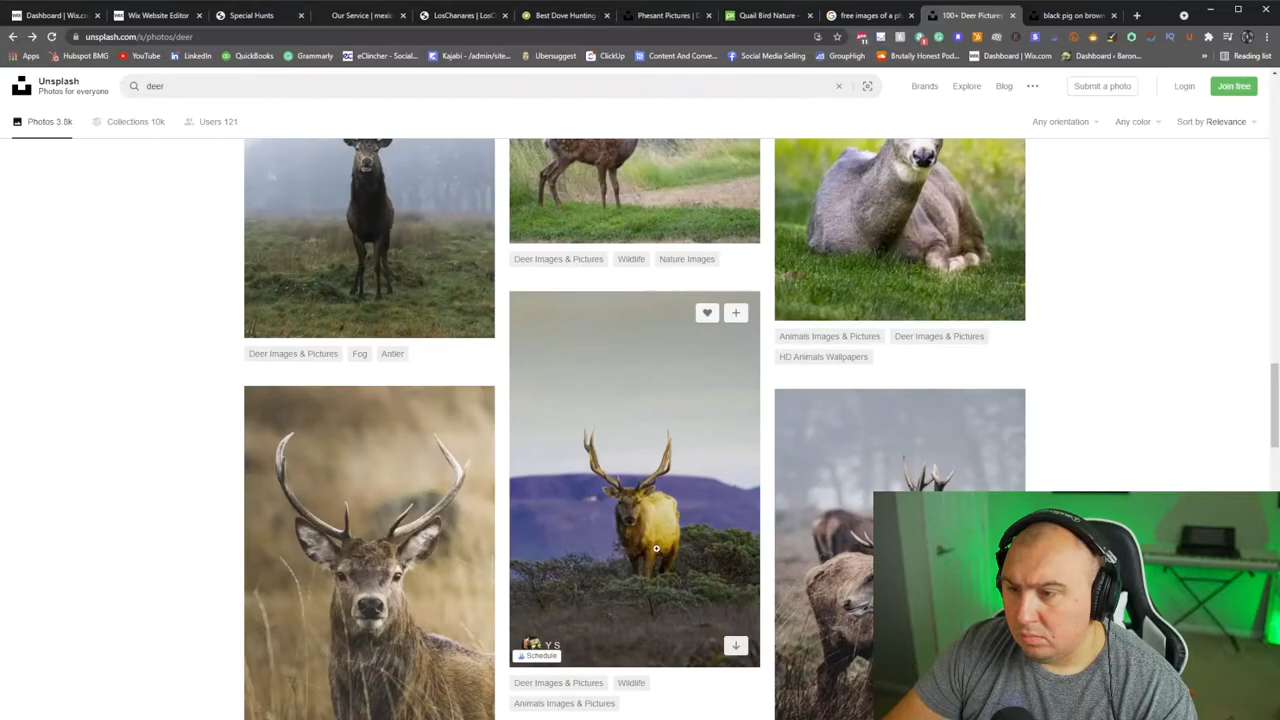 Dashboard | Wix.c
Wix Website Editor
Special Hunts
Our Service | mexic
LosChanares | LosC
Best Dove Hunting
Phesant Pictures | D
Quail Bird Nature -
free images of a ph
100+ Deer Pictures
black pig on brown
unsplash.com/s/photos/deer
Apps
Hubspot BMG
YouTube
LinkedIn
QuickBooks
Grammarly
eClincher - Social...
Kajabi - /admin/site...
Ubersuggest
ClickUp
Content And Conve...
Social Media Selling
GroupHigh
Brutally Honest Pod...
Dashboard | Wix.com
Dashboard ‹ Baron...
»
Reading list
Unsplash
Photos for everyone
deer
Brands
Explore
Blog
Submit a photo
Login
Join free
Photos 3.8k
Collections 10k
Users 121
Any orientation
Any color
Sort by Relevance
Deer Images & Pictures
Wildlife
Nature Images
Animals Images & Pictures
Deer Images & Pictures
HD Animals Wallpapers
Deer Images & Pictures
Fog
Antler
Y S
Schedule
Deer Images & Pictures
Wildlife
Animals Images & Pictures